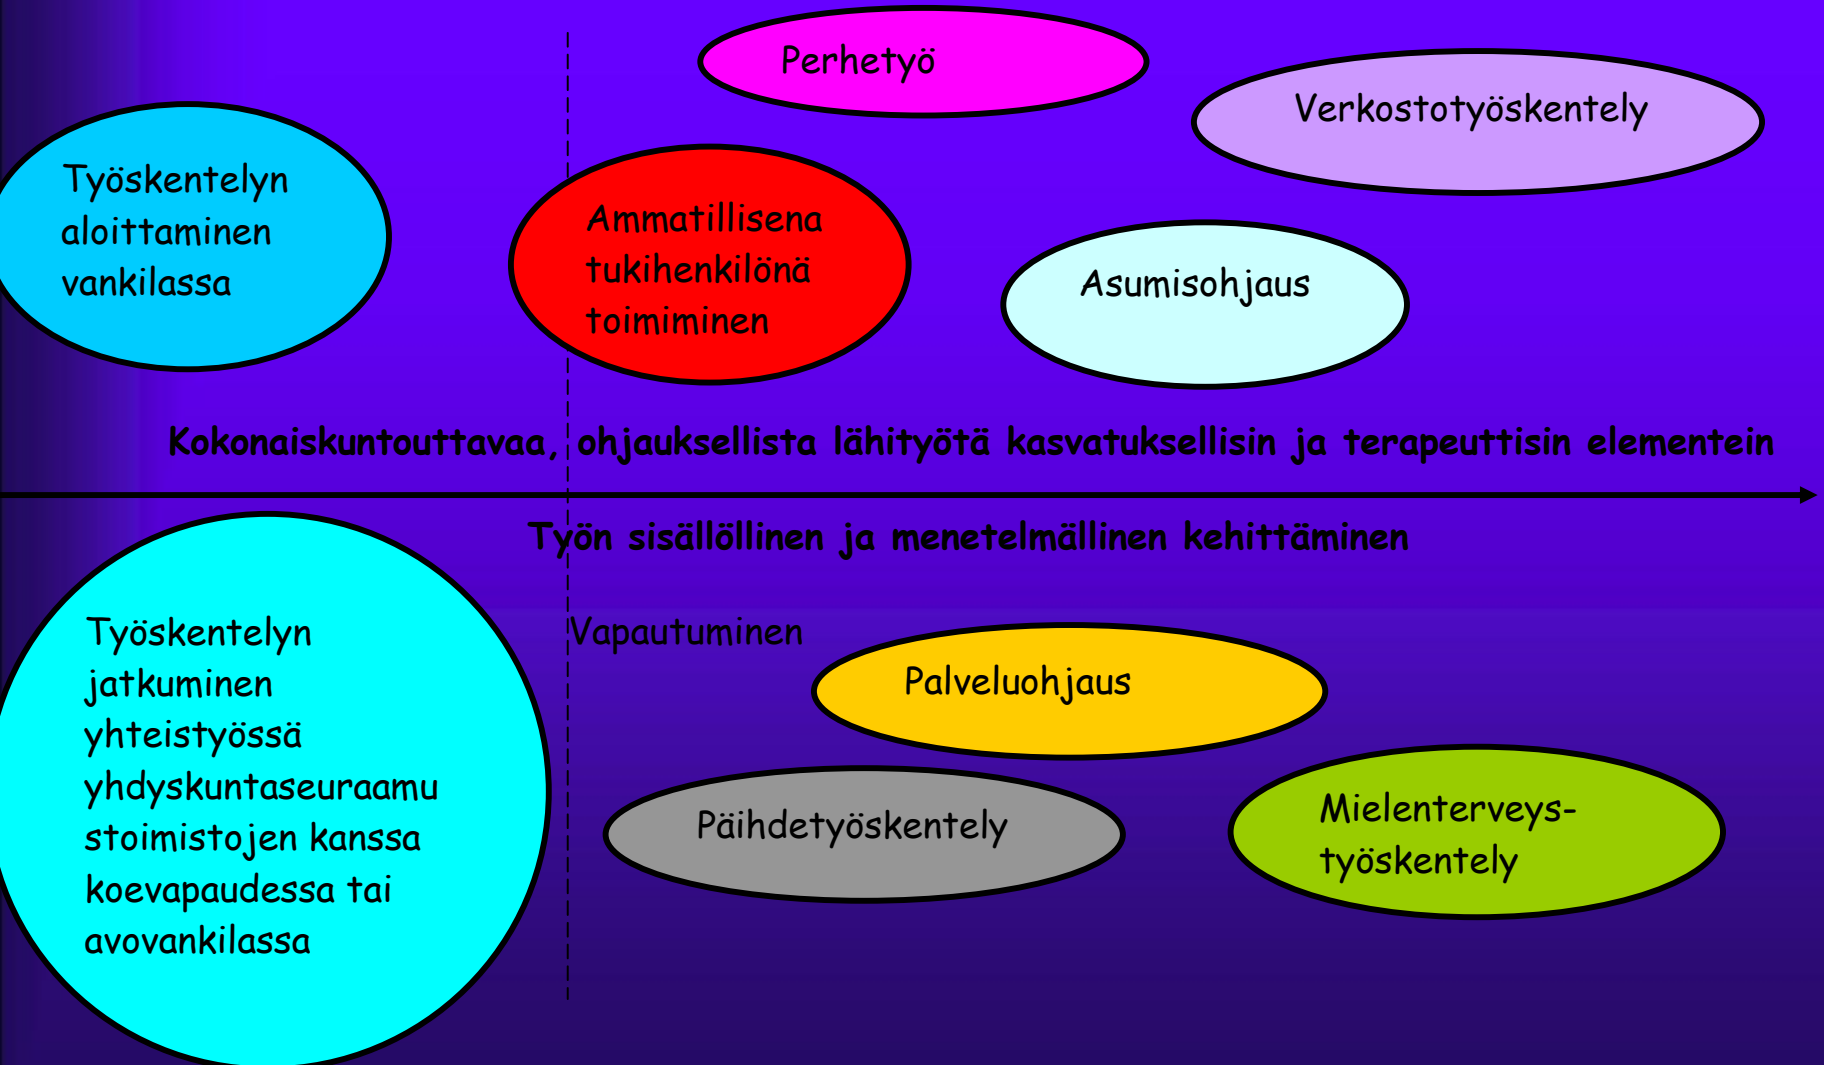 Perhetyö
Verkostotyöskentely
Työskentelyn
aloittaminen
vankilassa
Ammatillisena
tukihenkilönä
toimiminen
Asumisohjaus
Kokonaiskuntouttavaa, ohjauksellista lähityötä kasvatuksellisin ja terapeuttisin elementein
Työn sisällöllinen ja menetelmällinen kehittäminen
Työskentelyn
jatkuminen
yhteistyössä
yhdyskuntaseuraamu
stoimistojen kanssa
koevapaudessa tai
avovankilassa
Vapautuminen
Palveluohjaus
Päihdetyöskentely
Mielenterveys-
työskentely